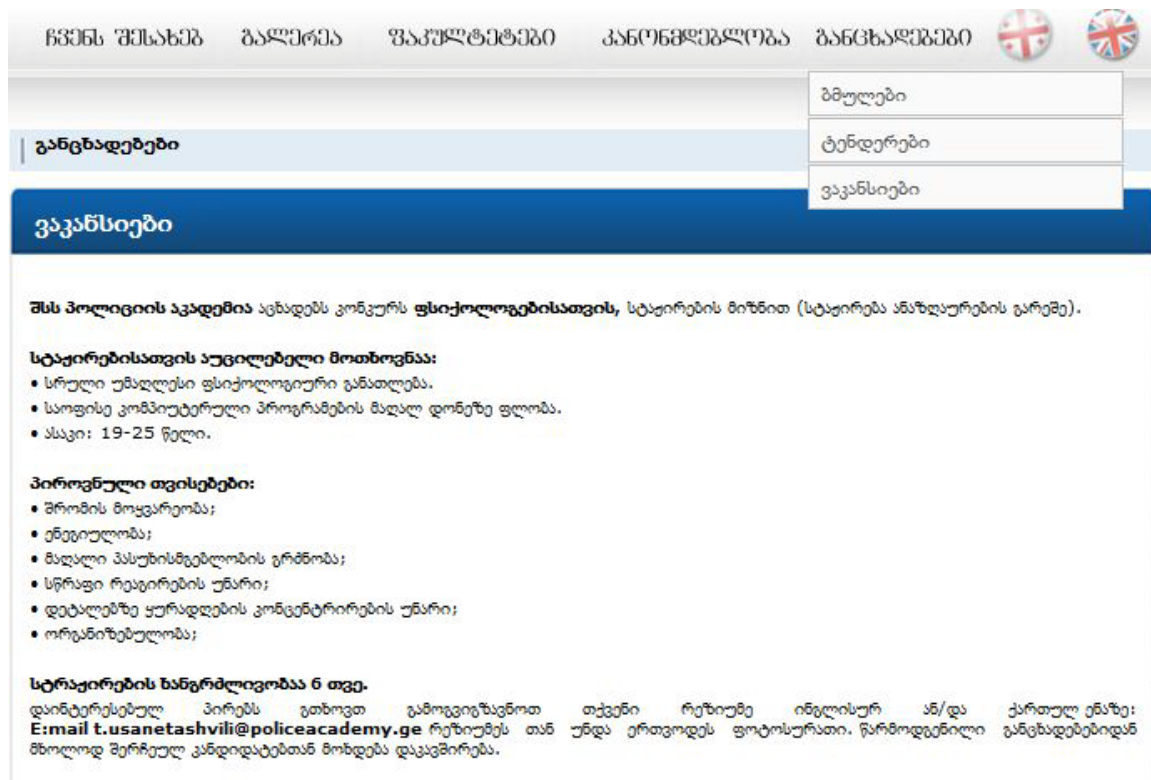 ჩვენს შესახებ გალერეა ფაკულტეტები კანონმდებლობა განცხადებები
ბმულები
ტენდერები
ვაკანსიები
განცხადებები
ვაკანსიები
შსს პოლიციის აკადემია აცხადებს კონკურს ფსიქოლოგებისათვის, სტაჟირების მიზნით (სტაჟირება ანაზღაურების გარეშე).
სტაჟირებისათვის აუცილებელი მოთხოვნაა:
• სრული უმაღლესი ფსიქოლოგიური განათლება.
• საოფისე კომპიუტერული პროგრამების მაღალ დონეზე ფლობა.
• ასაკი: 19-25 წელი.
პიროვნული თვისებები:
• შრომის მოყვარეობა;
• ენეგიულობა;
• მაღალი პასუხისმგებლობის გრძნობა;
• სწრაფი რეაგირების უნარი;
• დეტალებზე ყურადღების კონცენტრირების უნარი;
• ორგანიზებულობა;
სტრაჟირების ხანგრძლივობაა 6 თვე.
დაინტერესებულ პირებს გთხოვთ გამოგვიგზავნოთ თქვენი რეზიუმე ინგლისურ ან/და ქართულ ენაზე:
E:mail t.usanetashvili@policeacademy.ge რეზიუმეს თან უნდა ერთვოდეს ფოტოსურათი. წარმოდგენილი განცხადებებიდან
მხოლოდ შერჩეულ კანდიდატებთან მოხდება დაკავშირება.